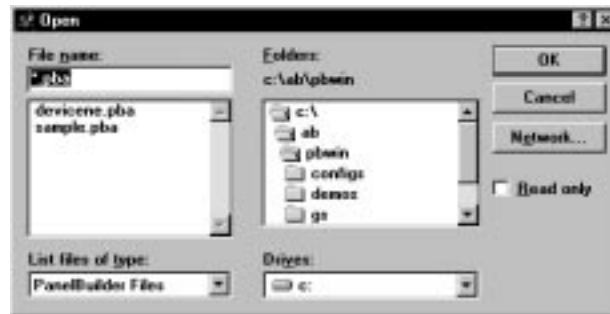 Open
File name:
*.pba
devicene.pba
sample.pba
List files of type:
PanelBuilder Files
Folders:
c:\ab\pbwin
c:\
ab
pbwin
configs
demos
gs
Drives:
c:
OK
Cancel
Network...
Read only